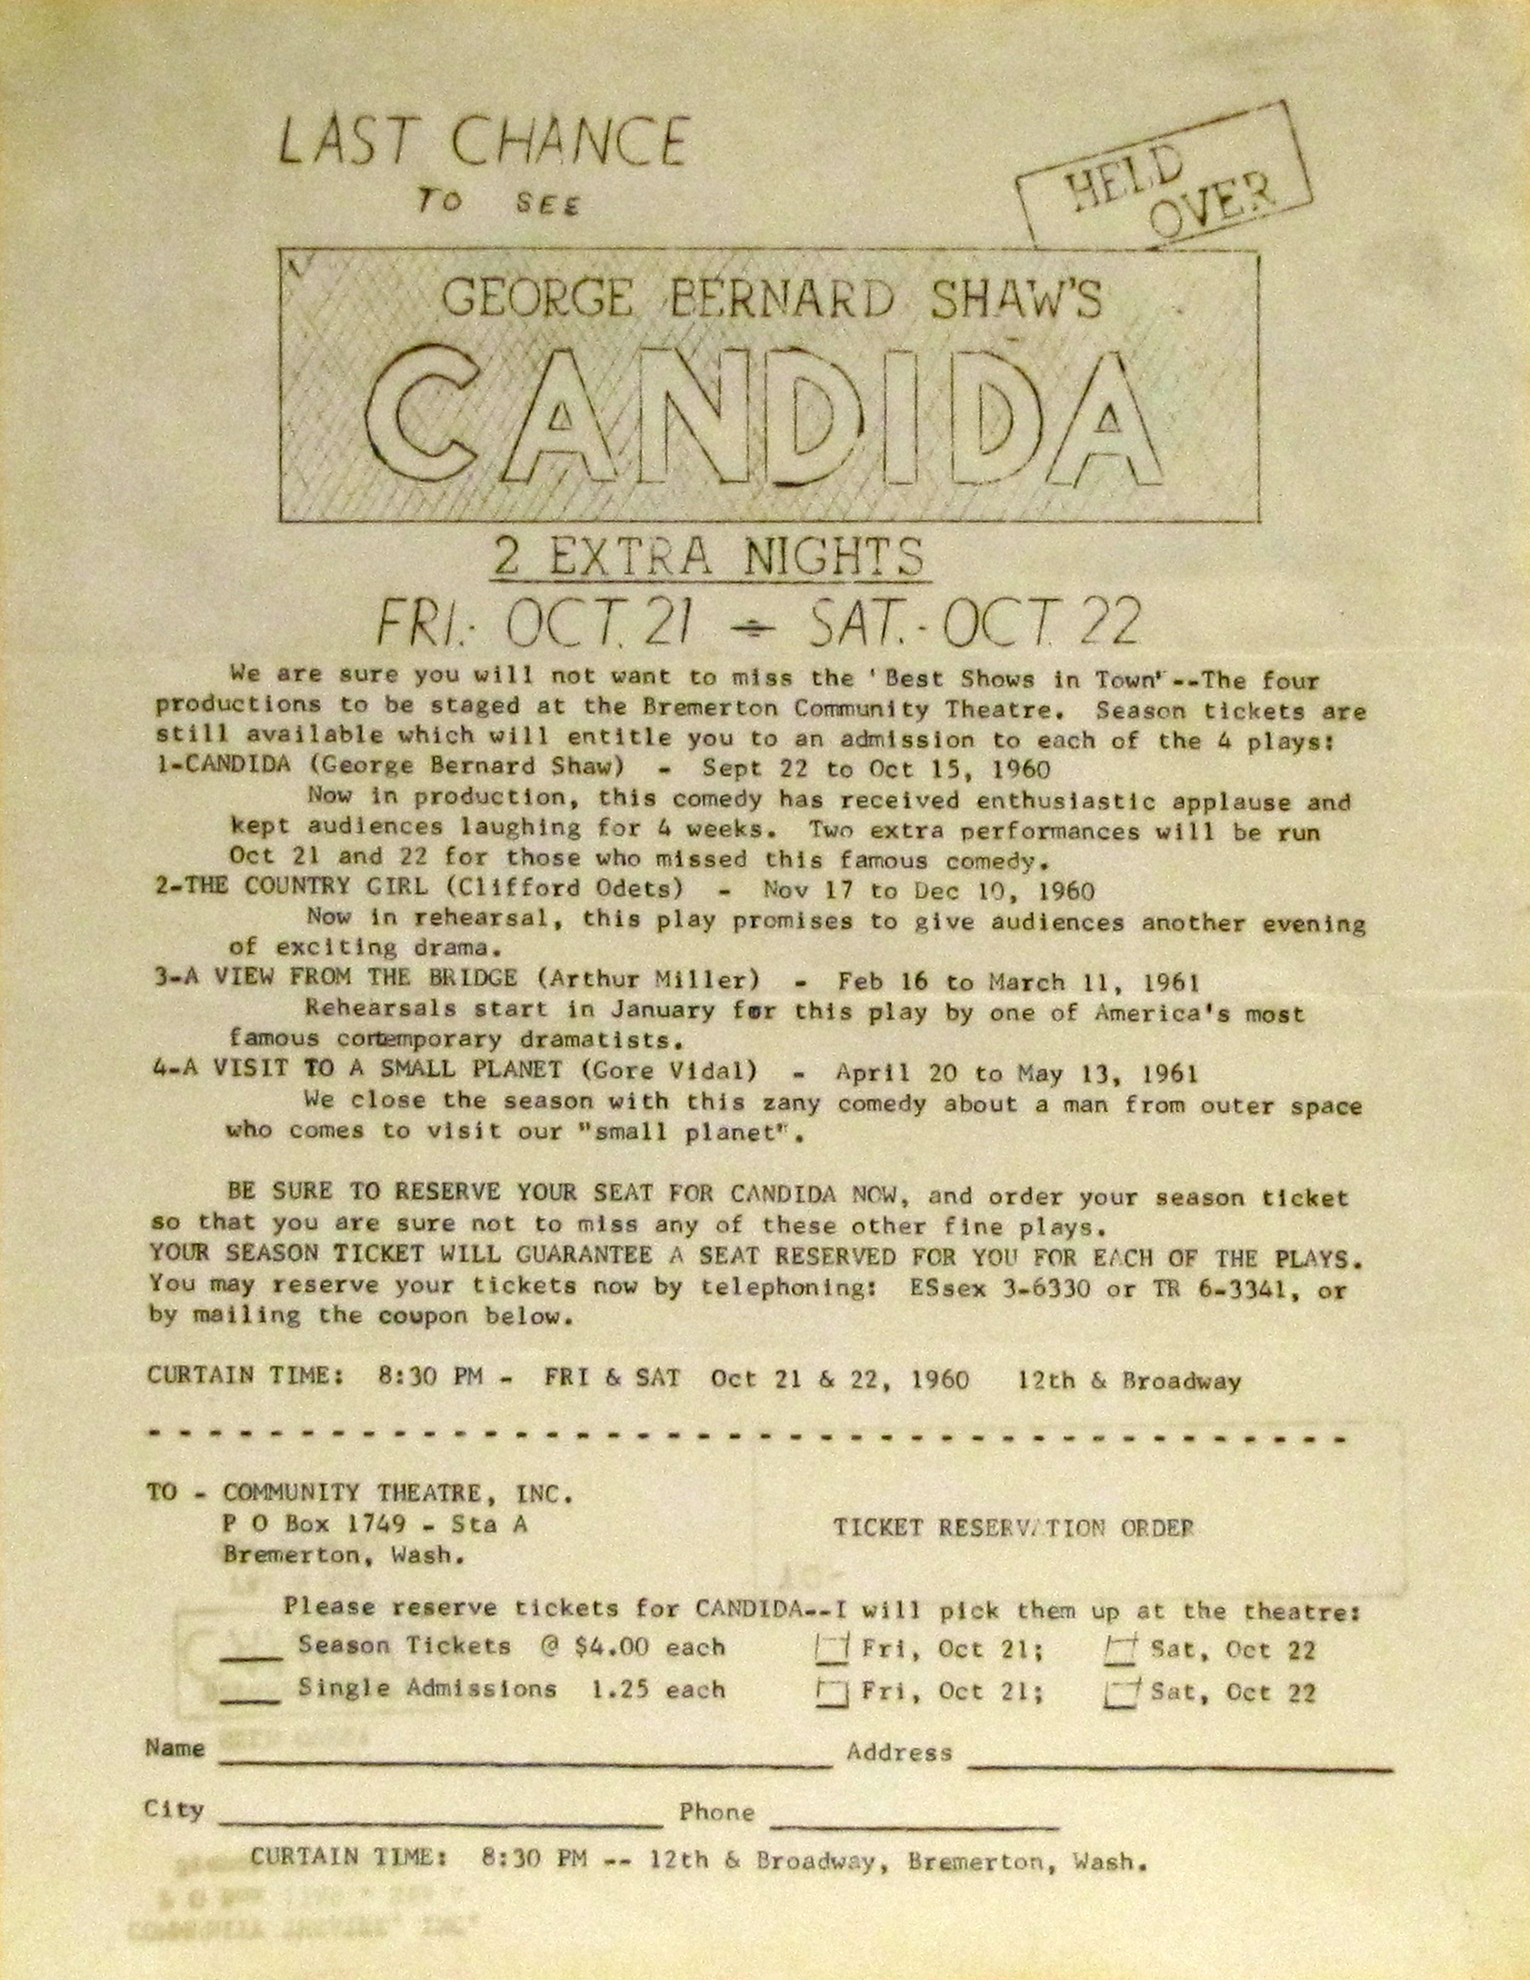 LAST CHANCE
TO SEE
HELD
OVER
GEORGE BERNARD SHAW'S
CANDIDA
2 EXTRA NIGHTS
FRI.- OCT. 21 ÷ SAT.- OCT. 22
We are sure you will not want to miss the 'Best Shows in Town'--The four
productions to be staged at the Bremerton Community Theatre. Season tickets are
still available which will entitle you to an admission to each of the 4 plays:
1-CANDIDA (George Bernard Shaw) - Sept 22 to Oct 15, 1960
Now in production, this comedy has received enthusiastic applause and
kept audiences laughing for 4 weeks. Two extra performances will be run
Oct 21 and 22 for those who missed this famous comedy.
2-THE COUNTRY GIRL (Clifford Odets) - Nov 17 to Dec 10, 1960
Now in rehearsal, this play promises to give audiences another evening
of exciting drama.
3-A VIEW FROM THE BRIDGE (Arthur Miller) - Feb 16 to March 11, 1961
Rehearsals start in January for this play by one of America's most
famous contemporary dramatists.
4-A VISIT TO A SMALL PLANET (Gore Vidal) - April 20 to May 13, 1961
We close the season with this zany comedy about a man from outer space
who comes to visit our "small planet".
BE SURE TO RESERVE YOUR SEAT FOR CANDIDA NOW, and order your season ticket
so that you are sure not to miss any of these other fine plays.
YOUR SEASON TICKET WILL GUARANTEE A SEAT RESERVED FOR YOU FOR EACH OF THE PLAYS.
You may reserve your tickets now by telephoning: ESsex 3-6330 or TR 6-3341, or
by mailing the coupon below.
CURTAIN TIME: 8:30 PM - FRI & SAT Oct 21 & 22, 1960 12th & Broadway
TO - COMMUNITY THEATRE, INC.
P O Box 1749 - Sta A
TICKET RESERVATION ORDER
Bremerton, Wash.
Please reserve tickets for CANDIDA--I will pick them up at the theatre:
___ Season Tickets @ $4.00 each Fri, Oct 21; Sat, Oct 22
___ Single Admissions 1.25 each Fri, Oct 21; Sat, Oct 22
Name Address
City Phone
CURTAIN TIME: 8:30 PM -- 12th & Broadway, Bremerton, Wash.